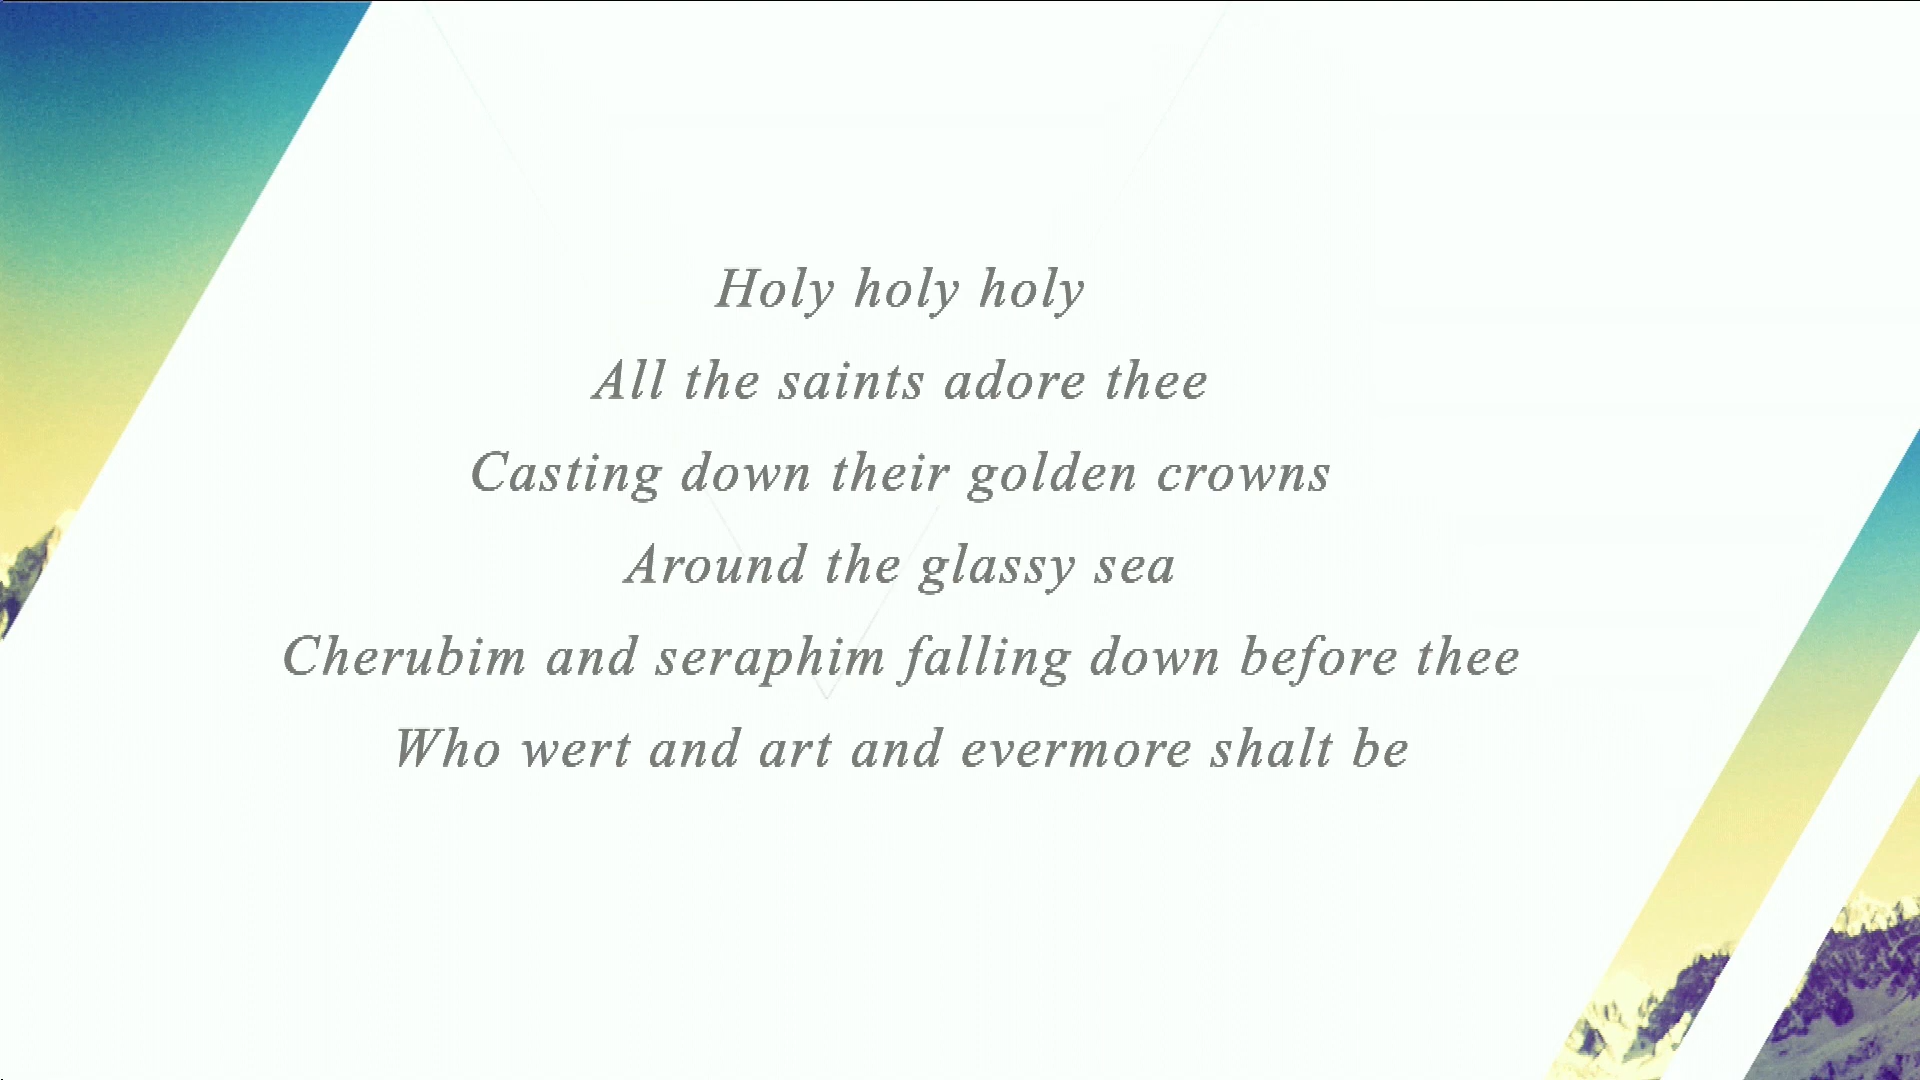 Holy holy holy
All the saints adore thee
Casting down their golden crowns
Around the glassy sea
Cherubim and seraphim falling down before thee
Who wert and art and evermore shalt be